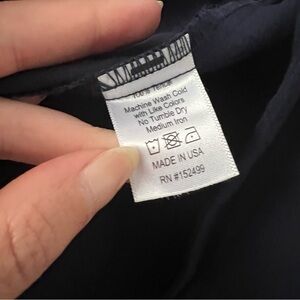 100% Tencel
Machine Wash Cold
with Like Colors
No Tumble Dry
Medium Iron
MADE IN USA
RN #152499